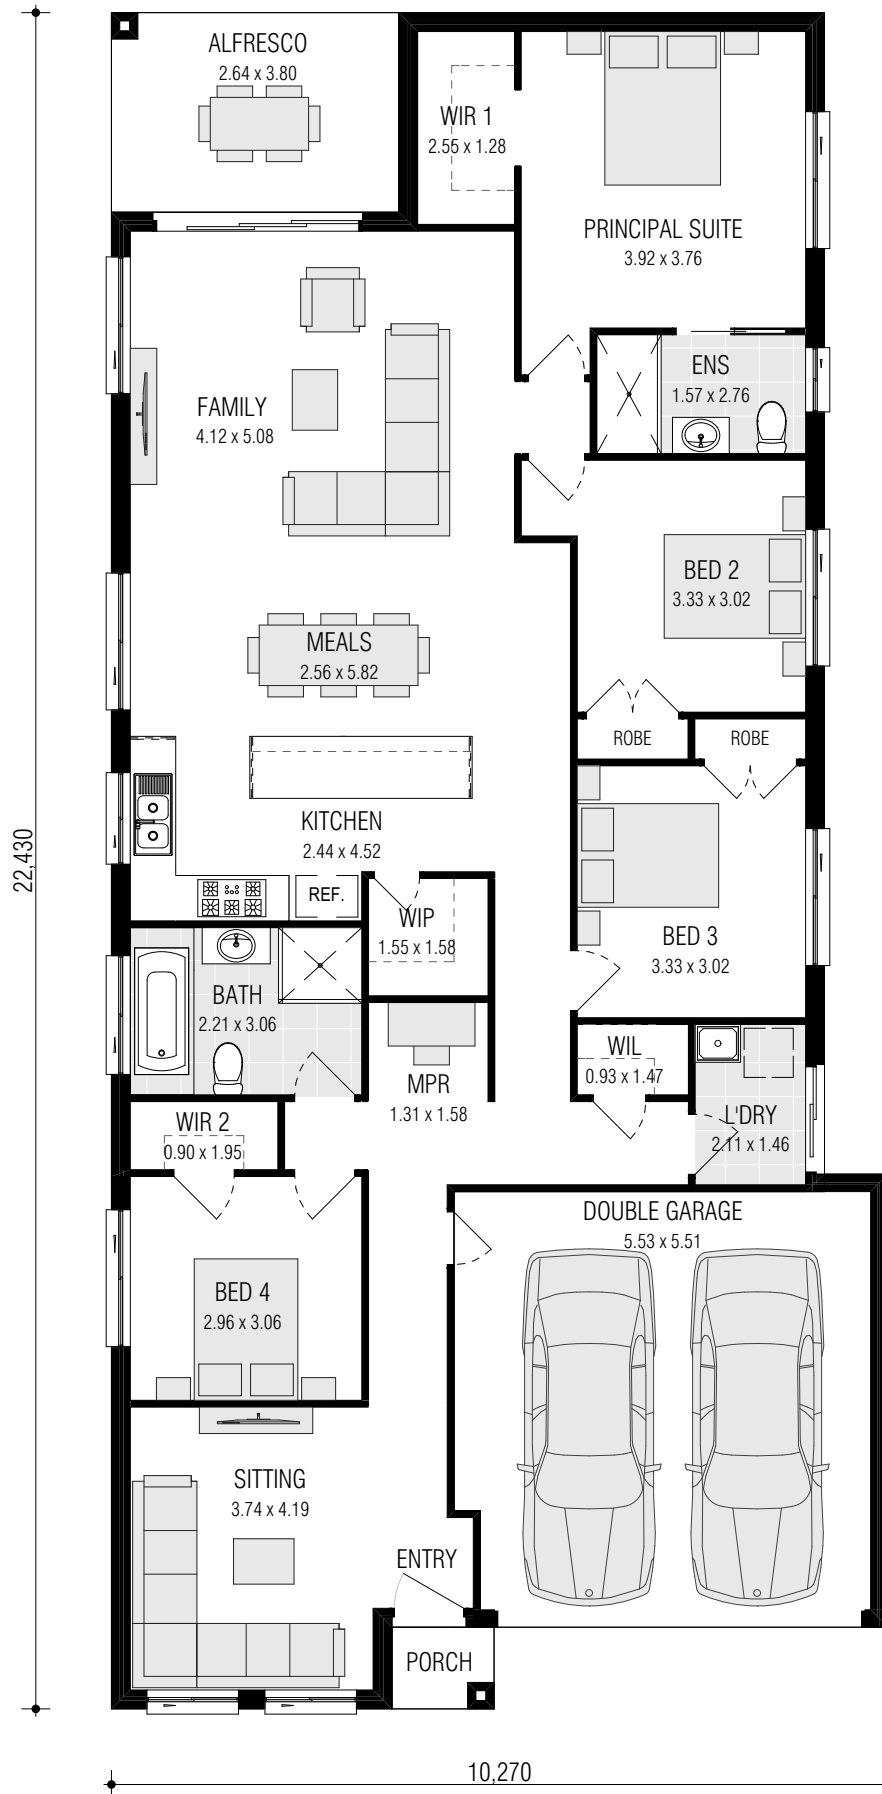 ALFRESCO
2.64 x 3.80
WIR 1
2.55 x 1.28
PRINCIPAL SUITE
3.92 x 3.76
ENS
1.57 x 2.76
FAMILY
4.12 x 5.08
BED 2
3.33 x 3.02
MEALS
2.56 x 5.82
ROBE
ROBE
KITCHEN
2.44 x 4.52
22,430
REF.
WIP
1.55 x 1.58
BED 3
3.33 x 3.02
BATH
2.21 x 3.06
MPR
1.31 x 1.58
WIL
0.93 x 1.47
L'DRY
2.11 x 1.46
WIR 2
0.90 x 1.95
DOUBLE GARAGE
5.53 x 5.51
BED 4
2.96 x 3.06
SITTING
3.74 x 4.19
ENTRY
PORCH
10,270